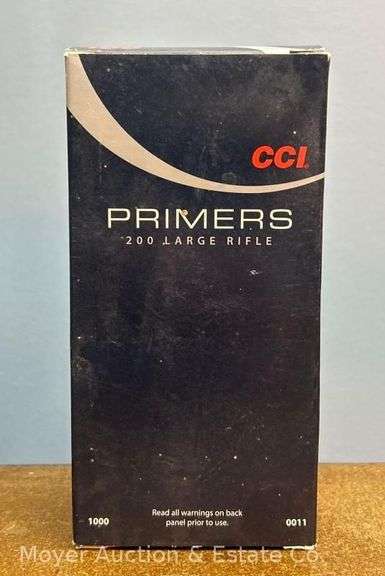 CCI
PRIMERS
200 LARGE RIFLE
Read all warnings on back
panel prior to use.
1000
0011
Moyer Auction & Estate Co.